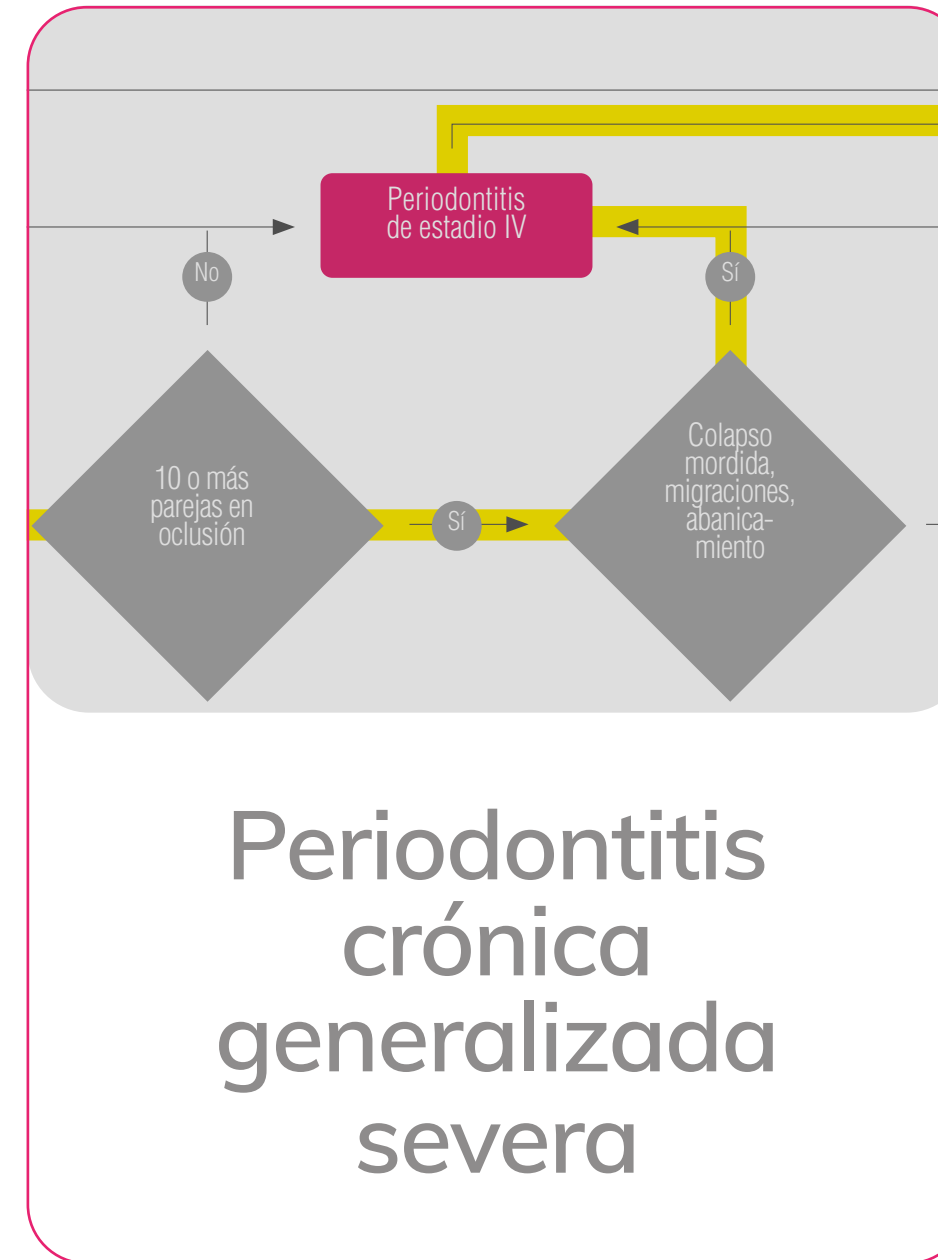 Periodontitis
de estadio IV
No
Sí
10 o más
parejas en
oclusión
Sí
Colapso
mordida,
migraciones,
abanica-
miento
Periodontitis
crónica
generalizada
severa